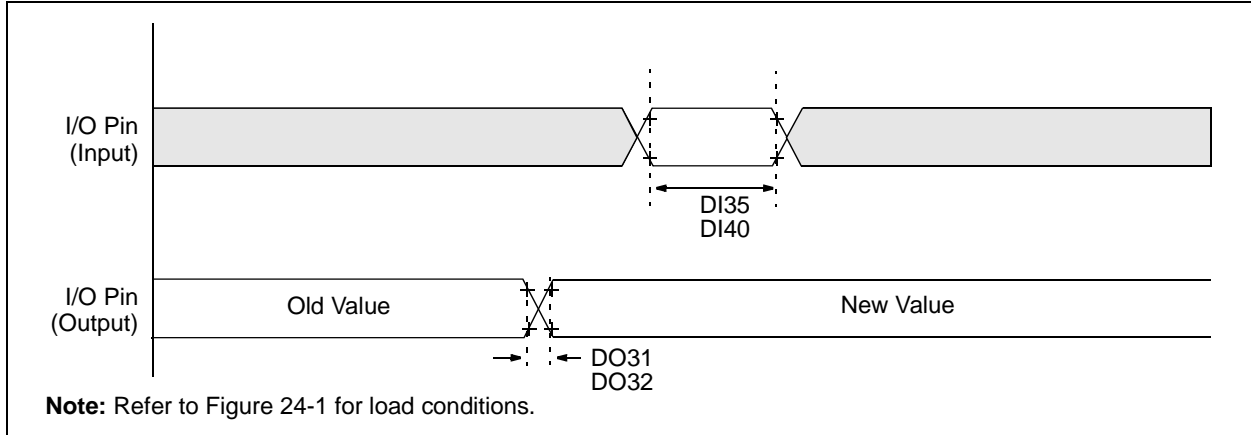 I/O Pin
(Input)
DI35
DI40
I/O Pin
(Output)
Old Value
New Value
DO31
DO32
Note: Refer to Figure 24-1 for load conditions.